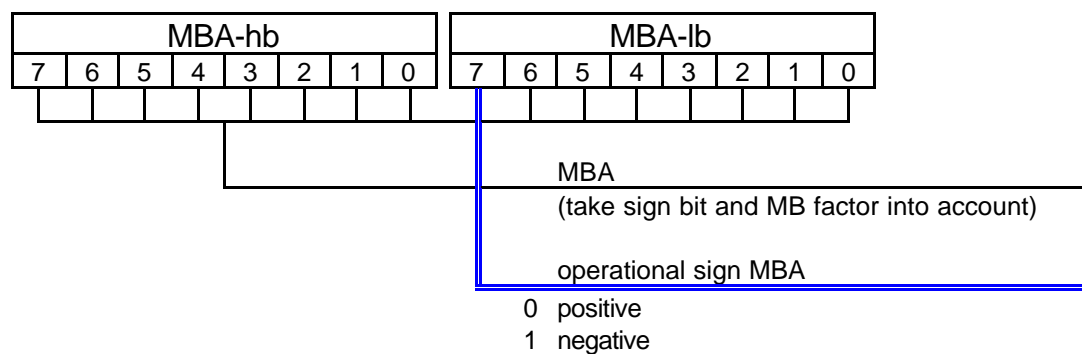 MBA-hb MBA-lb
7 6 5 4 3 2 1 0 7 6 5 4 3 2 1 0
MBA
(take sign bit and MB factor into account)
operational sign MBA
0 positive
1 negative